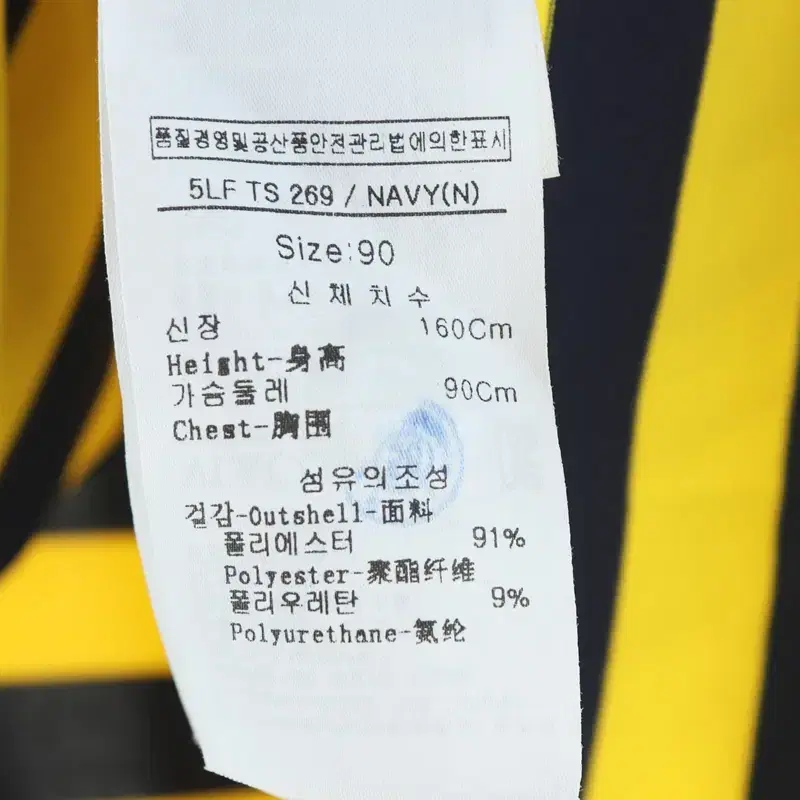 품질경영및공산품안전관리법에의한표시
5LF TS 269 / NAVY(N)
Size:90
신 체 치 수
신장 160Cm
Height-身高
가슴둘레 90Cm
Chest-胸围
섬유의조성
겉감-Outshell-面料
폴리에스터 91%
Polyester-聚酯纤维
폴리우레탄 9%
Polyurethane-氨纶